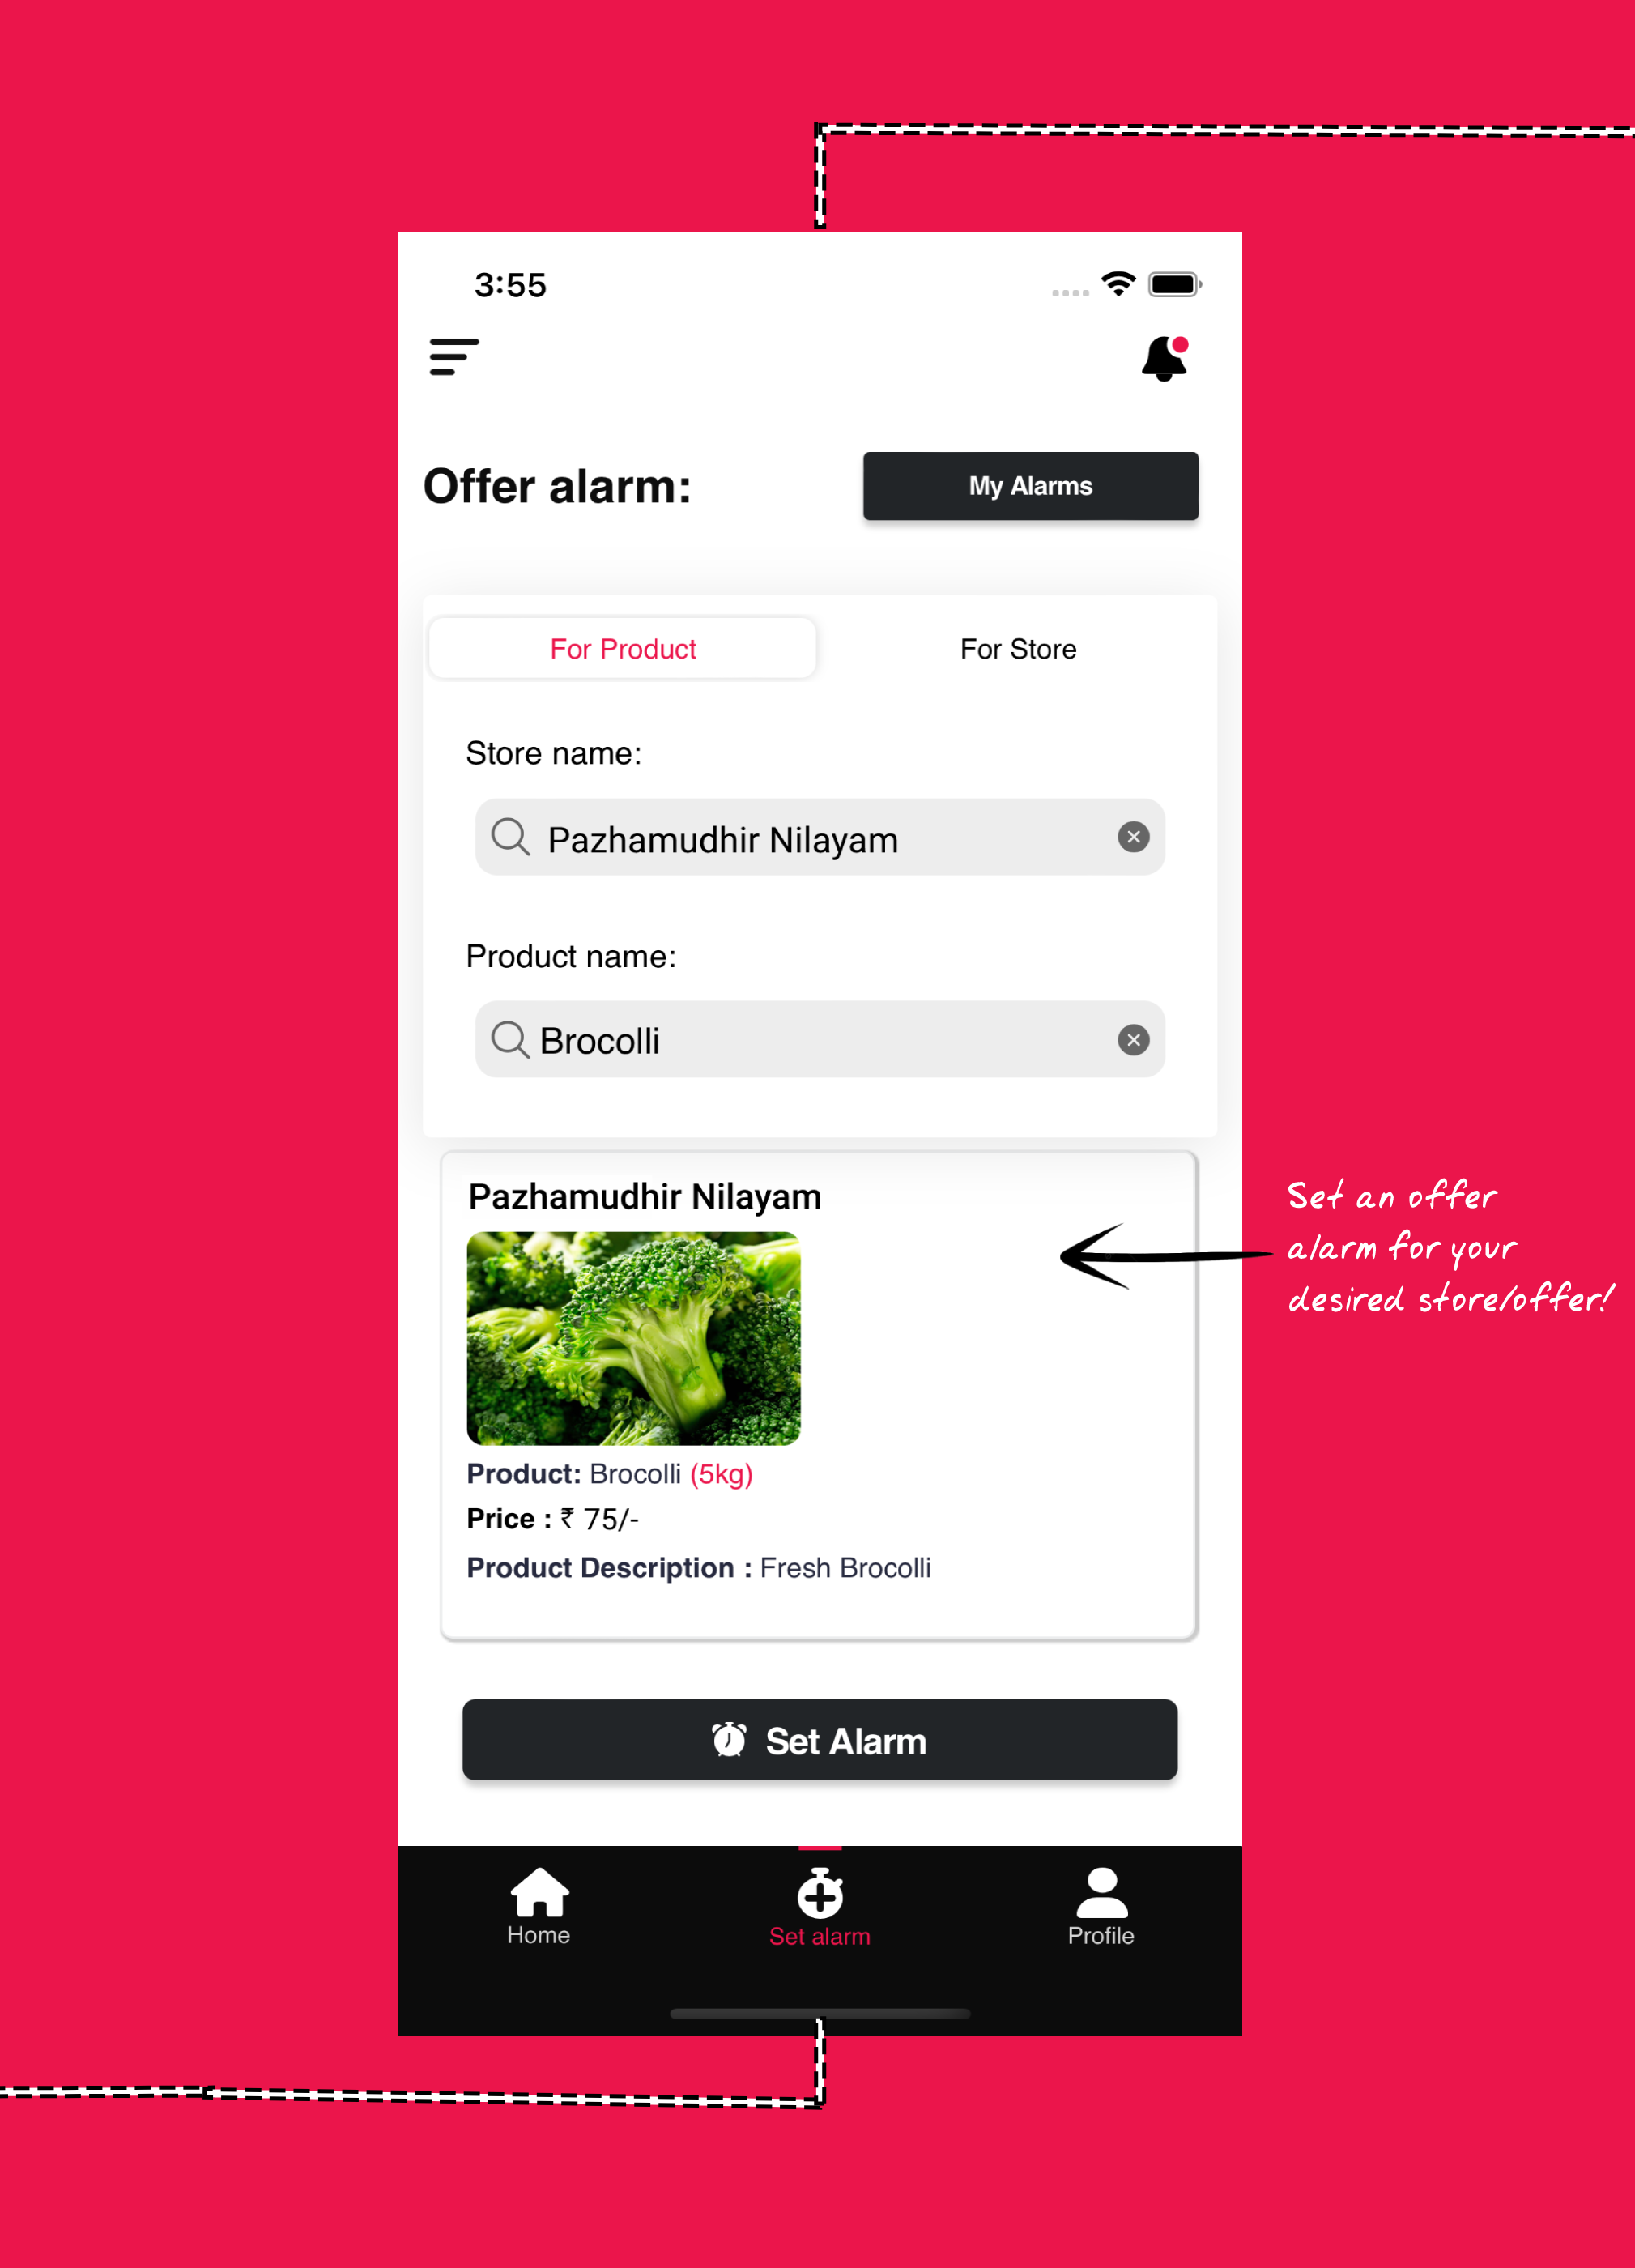 3:55
Offer alarm:
My Alarms
For Product
For Store
Store name:
Pazhamudhir Nilayam
Product name:
Brocolli
Pazhamudhir Nilayam
Set an offer
alarm for your
desired store/offer!
Product: Brocolli (5kg)
Price : ₹ 75/-
Product Description : Fresh Brocolli
Set Alarm
Home
Set alarm
Profile